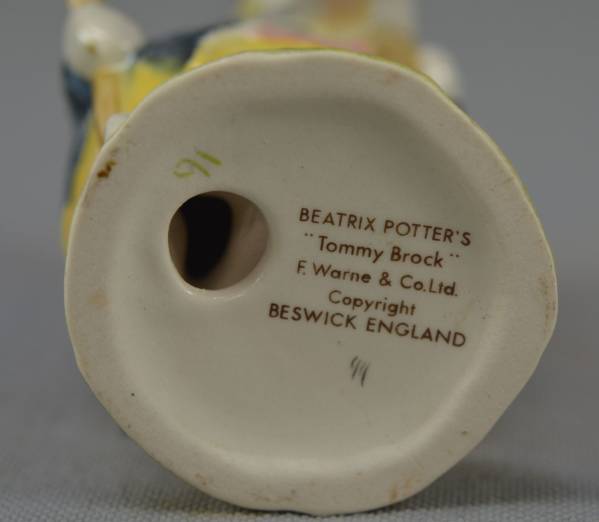 BEATRIX POTTER'S
"Tommy Brock"
F. Warne & Co.Ltd.
Copyright
BESWICK ENGLAND